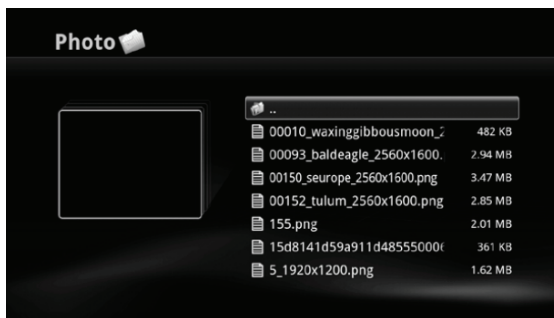 Photo
..
00010_waxinggibbousmoon_2 482 KB
00093_baldeagle_2560x1600. 2.94 MB
00150_seurope_2560x1600.png 3.47 MB
00152_tulum_2560x1600.png 2.85 MB
155.png 2.01 MB
15d8141d59a911d485550006 361 KB
5_1920x1200.png 1.62 MB